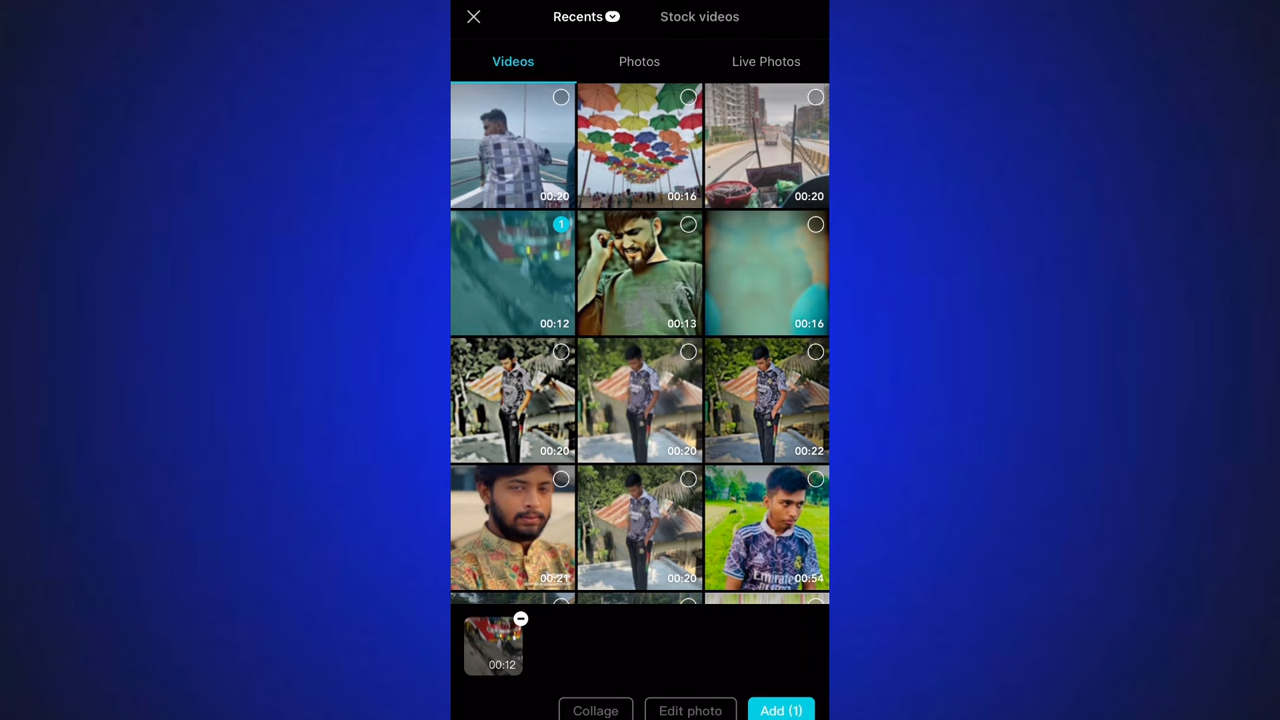 Recents
Stock videos
Videos
Photos
Live Photos
00:20
00:16
00:20
1
00:12
00:13
00:16
00:20
00:20
00:22
00:21
00:20
Emirate
00:54
00:12
Collage
Edit photo
Add (1)